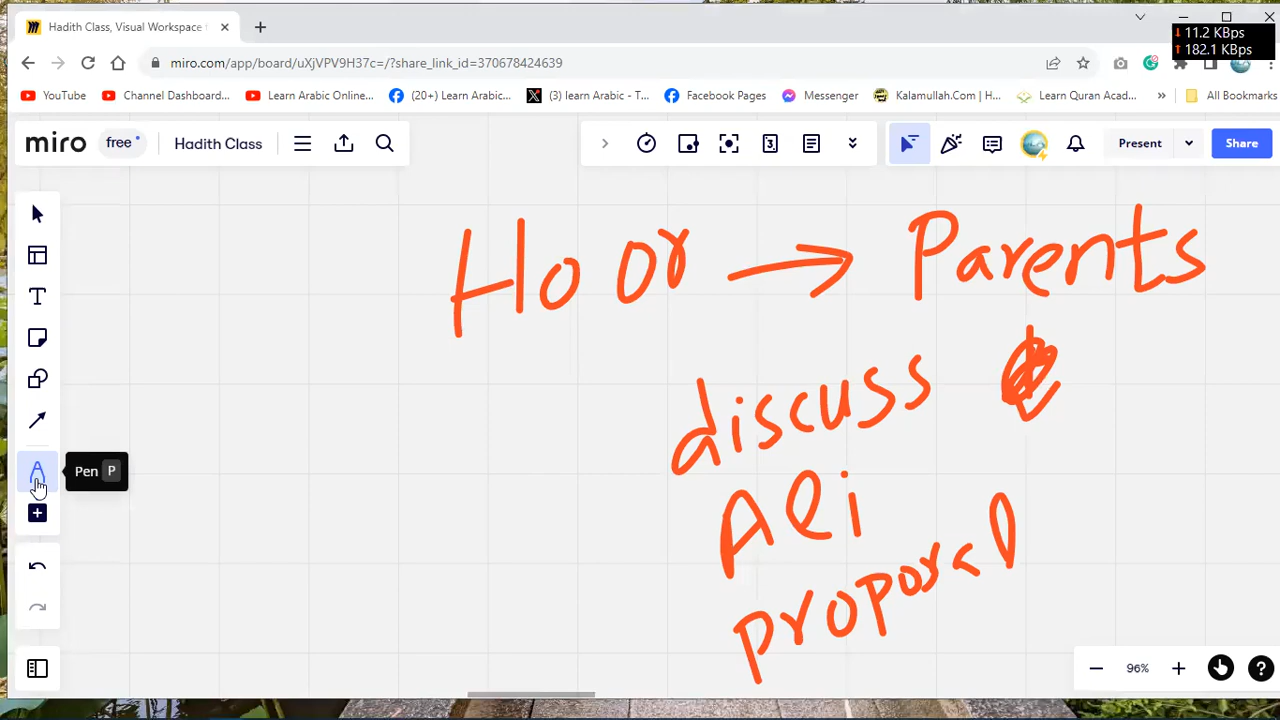 Hadith Class, Visual Workspace f
11.2 KBps
182.1 KBps
miro.com/app/board/uXjVPV9H37c=/?share_link_id=370678424639
YouTube Channel Dashboard... Learn Arabic Online... (20+) Learn Arabic... (3) learn Arabic - T... Facebook Pages Messenger Kalamullah.Com | H... Learn Quran Acad... » All Bookmarks
miro free Hadith Class Present Share
Hoor → Parents
discuss
Ali
proposal
Pen P
96%